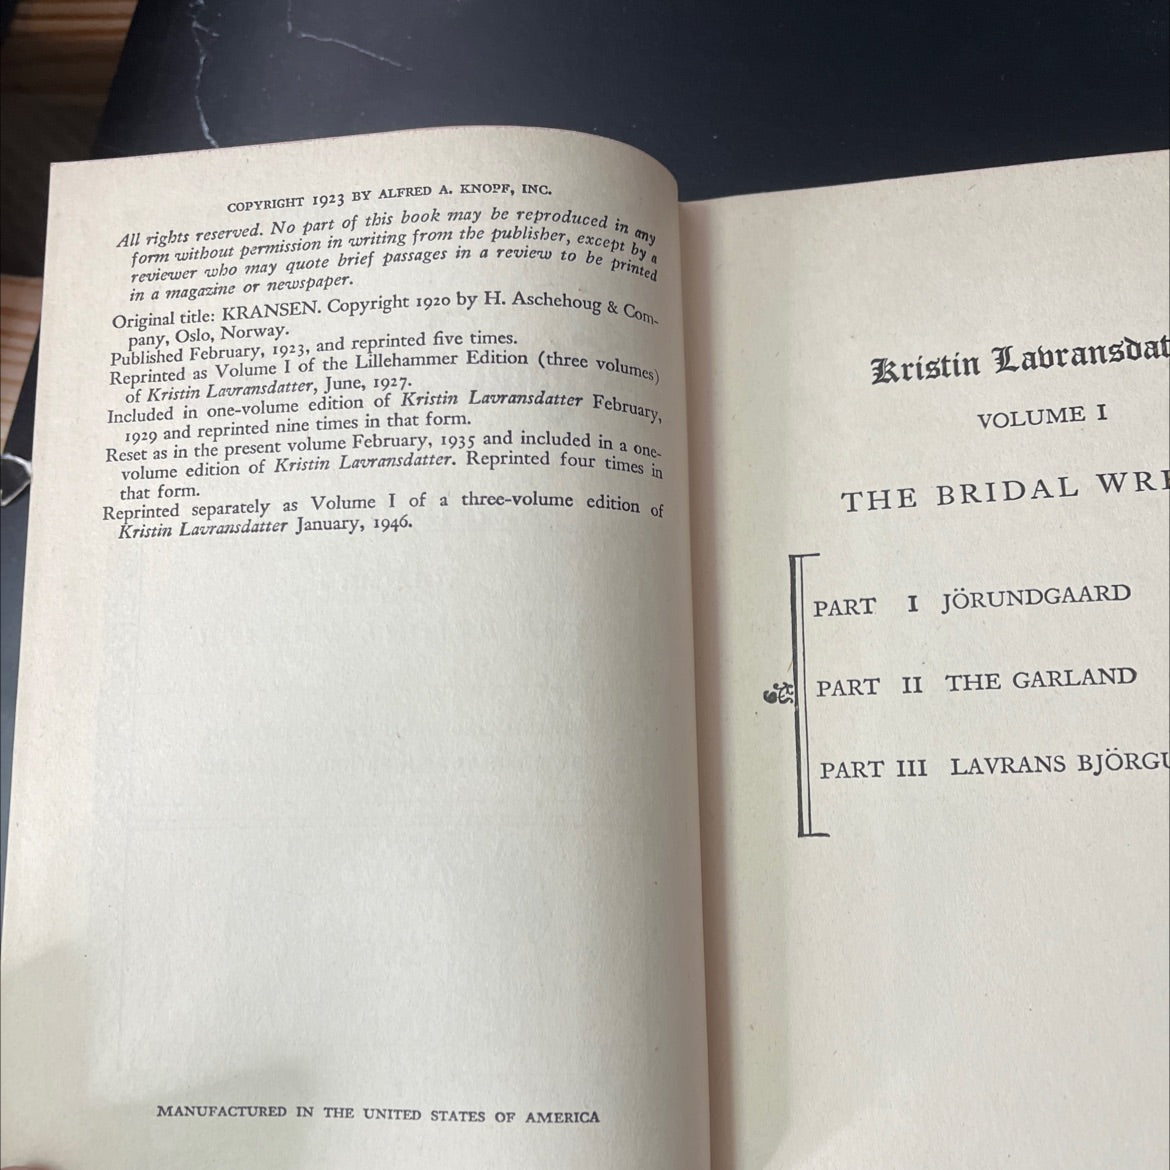 COPYRIGHT 1923 BY ALFRED A. KNOPF, INC.
All rights reserved. No part of this book may be reproduced in any
form without permission in writing from the publisher, except by a
reviewer who may quote brief passages in a review to be printed
in a magazine or newspaper.
Original title: KRANSEN. Copyright 1920 by H. Aschehoug & Com-
pany, Oslo, Norway.
Published February, 1923, and reprinted five times.
Reprinted as Volume I of the Lillehammer Edition (three volumes)
of Kristin Lavransdatter, June, 1927.
Included in one-volume edition of Kristin Lavransdatter February,
1929 and reprinted nine times in that form.
Reset as in the present volume February, 1935 and included in a one-
volume edition of Kristin Lavransdatter. Reprinted four times in
that form.
Reprinted separately as Volume I of a three-volume edition of
Kristin Lavransdatter January, 1946.
MANUFACTURED IN THE UNITED STATES OF AMERICA
Kristin Lavransdat
VOLUME I
THE BRIDAL WRE
PART I JÖRUNDGAARD
PART II THE GARLAND
PART III LAVRANS BJÖRGU